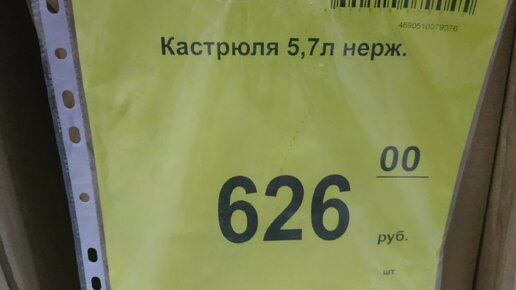 4690510079076
Кастрюля 5,7л нерж.
626 00
руб.
шт